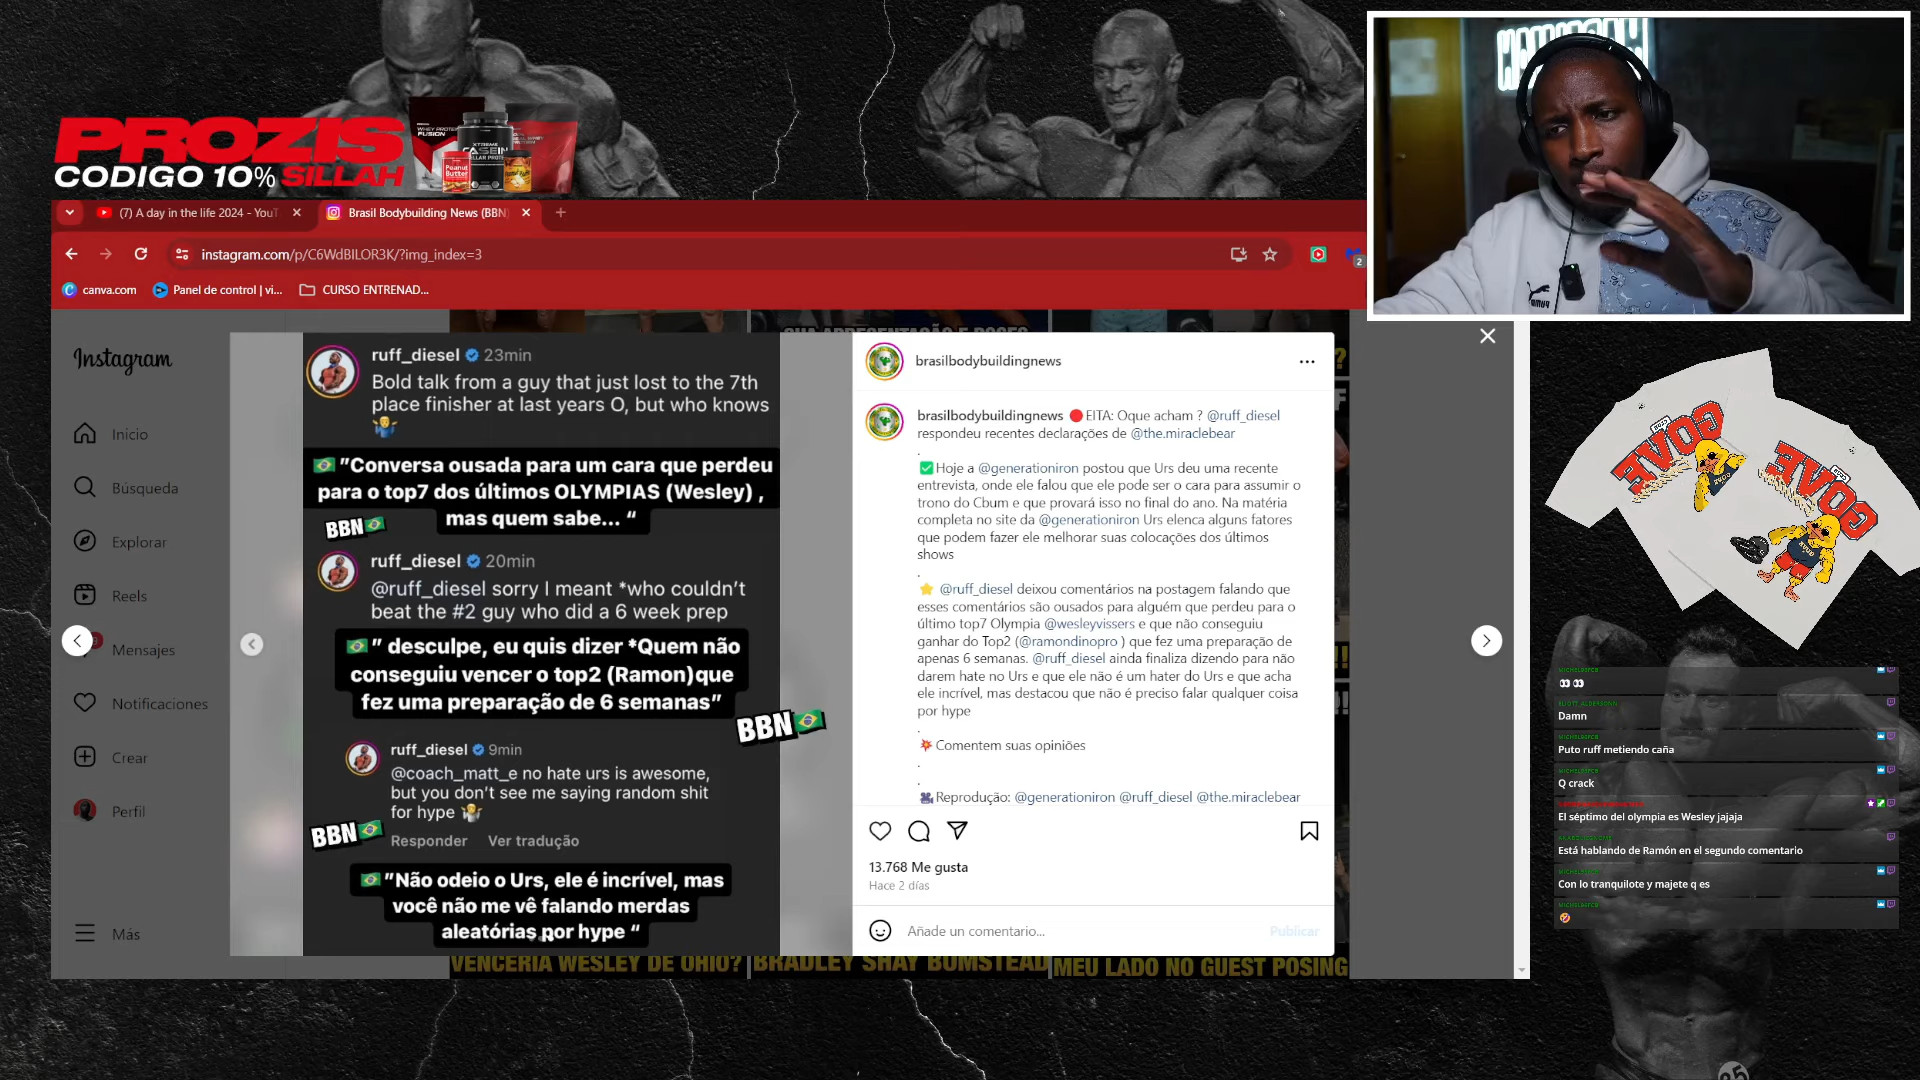 PROZIS
CODIGO 10% SILLAH
WHEY PROTEIN
FUSION
XTREME
CASEIN
Peanut
Butter
(7) A day in the life 2024 - YouT
Brasil Bodybuilding News (BBN)
instagram.com/p/C6WdBILOR3K/?img_index=3
2
canva.com
Panel de control | vi...
CURSO ENTRENAD...
Instagram
Inicio
Búsqueda
Explorar
Reels
Mensajes
Notificaciones
Crear
Perfil
Más
ruff_diesel 23min
Bold talk from a guy that just lost to the 7th
place finisher at last years O, but who knows
🤷‍♂️
🇧🇷"Conversa ousada para um cara que perdeu
para o top7 dos últimos OLYMPIAS (Wesley) ,
mas quem sabe... “
BBN🇧🇷
ruff_diesel 20min
@ruff_diesel sorry I meant *who couldn’t
beat the #2 guy who did a 6 week prep
🇧🇷" desculpe, eu quis dizer *Quem não
conseguiu vencer o top2 (Ramon)que
fez uma preparação de 6 semanas”
BBN🇧🇷
ruff_diesel 9min
@coach_matt_e no hate urs is awesome,
but you don’t see me saying random shit
for hype 🤷‍♂️
BBN🇧🇷
Responder Ver tradução
🇧🇷"Não odeio o Urs, ele é incrível, mas
você não me vê falando merdas
aleatórias por hype “
brasilbodybuildingnews
brasilbodybuildingnews 🔴EITA: Oque acham ? @ruff_diesel
respondeu recentes declarações de @the.miraclebear
.
✅Hoje a @generationiron postou que Urs deu uma recente
entrevista, onde ele falou que ele pode ser o cara para assumir o
trono do Cbum e que provará isso no final do ano. Na matéria
completa no site da @generationiron Urs elenca alguns fatores
que podem fazer ele melhorar suas colocações dos últimos
shows
.
⭐ @ruff_diesel deixou comentários na postagem falando que
esses comentários são ousados para alguém que perdeu para o
último top7 Olympia @wesleyvissers e que não conseguiu
ganhar do Top2 (@ramondinopro ) que fez uma preparação de
apenas 6 semanas. @ruff_diesel ainda finaliza dizendo para não
darem hate no Urs e que ele não é um hater do Urs e que acha
ele incrível, mas destacou que não é preciso falar qualquer coisa
por hype
.
💥 Comentem suas opiniões
.
.
🎥Reprodução: @generationiron @ruff_diesel @the.miraclebear
13.768 Me gusta
Hace 2 días
Añade un comentario...
Publicar
VENCERIA WESLEY DE OHIO?
BRADLEY SHAY BUMSTEAD
MEU LADO NO GUEST POSING
PUMA
GOVE
GOVE
👀 👀
Damn
Puto ruff metiendo caña
Q crack
El séptimo del olympia es Wesley jajaja
Está hablando de Ramón en el segundo comentario
Con lo tranquilote y majete q es
🤣